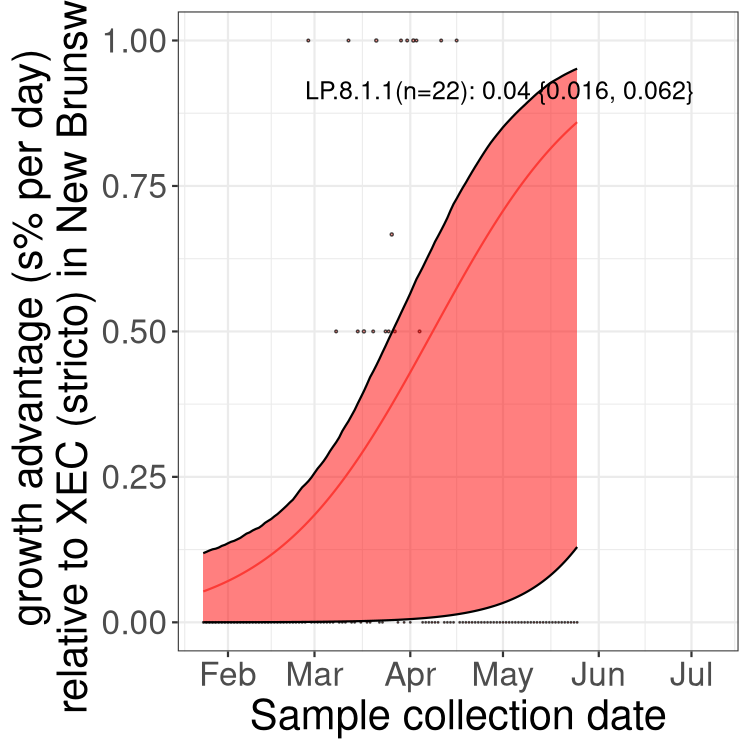 growth advantage (s% per day)
relative to XEC (stricto) in New Brunsw
1.00
0.75
0.50
0.25
0.00
LP.8.1.1(n=22): 0.04 {0.016, 0.062}
Feb Mar Apr May Jun Jul
Sample collection date